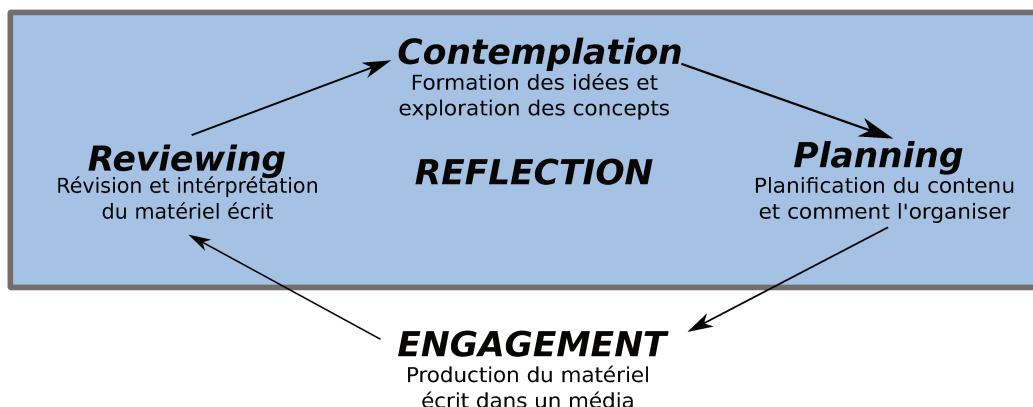 Contemplation
Formation des idées et
exploration des concepts
Reviewing
Révision et intérprétation
du matériel écrit
REFLECTION
Planning
Planification du contenu
et comment l'organiser
ENGAGEMENT
Production du matériel
écrit dans un média